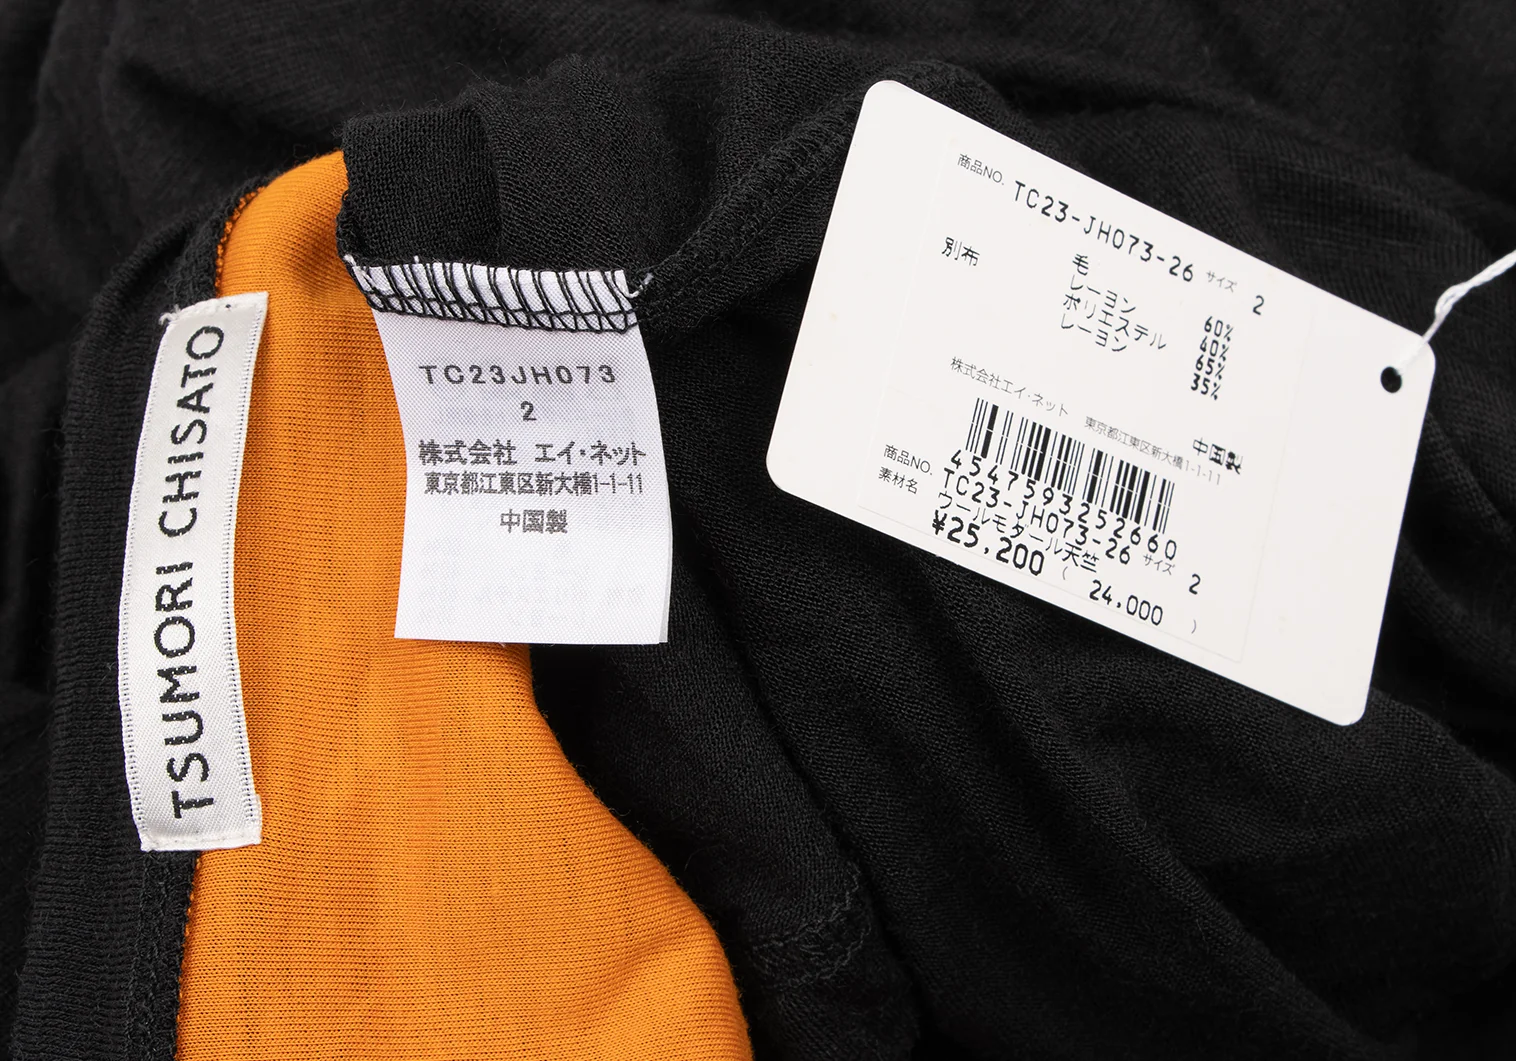 TSUMORI CHISATO
TC23JH073
2
株式会社 エイ・ネット
東京都江東区新大橋1-1-11
中国製
商品NO. TC23-JH073-26 サイズ 2
別布 毛 60%
レーヨン 40%
ポリエステル 65%
レーヨン 35%
株式会社エイ・ネット 東京都江東区新大橋1-1-11
中国製
4547593252660
商品NO. TC23-JH073-26 サイズ 2
素材名 ウールモダール天竺
¥25,200 ( 24,000 )